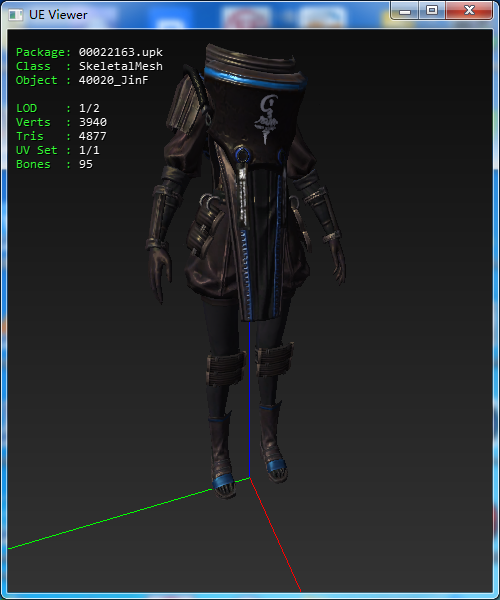 UE Viewer
Package: 00022163.upk
Class : SkeletalMesh
Object : 40020_JinF
LOD : 1/2
Verts : 3940
Tris : 4877
UV Set : 1/1
Bones : 95